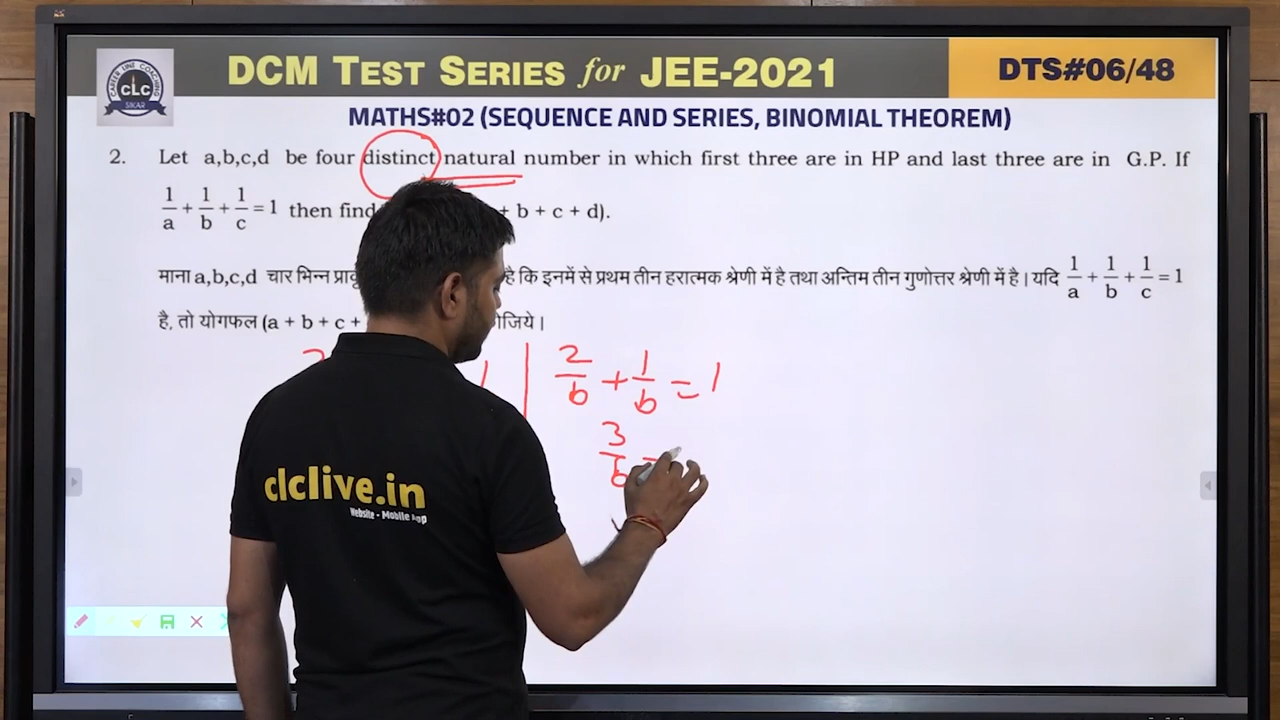 DCM TEST SERIES for JEE-2021
DTS#06/48
CLC
SIKAR
MATHS#02 (SEQUENCE AND SERIES, BINOMIAL THEOREM)
2. Let a,b,c,d be four distinct natural number in which first three are in HP and last three are in G.P. If
1/a + 1/b + 1/c = 1 then find + b + c + d).
माना a,b,c,d चार भिन्न है कि इनमें से प्रथम तीन हरात्मक श्रेणी में है तथा अन्तिम तीन गुणोत्तर श्रेणी में है। यदि 1/a + 1/b + 1/c = 1
है, तो योगफल (a + b + c +
2/b + 1/b = 1
3/b =
clclive.in
Website - Mobile App